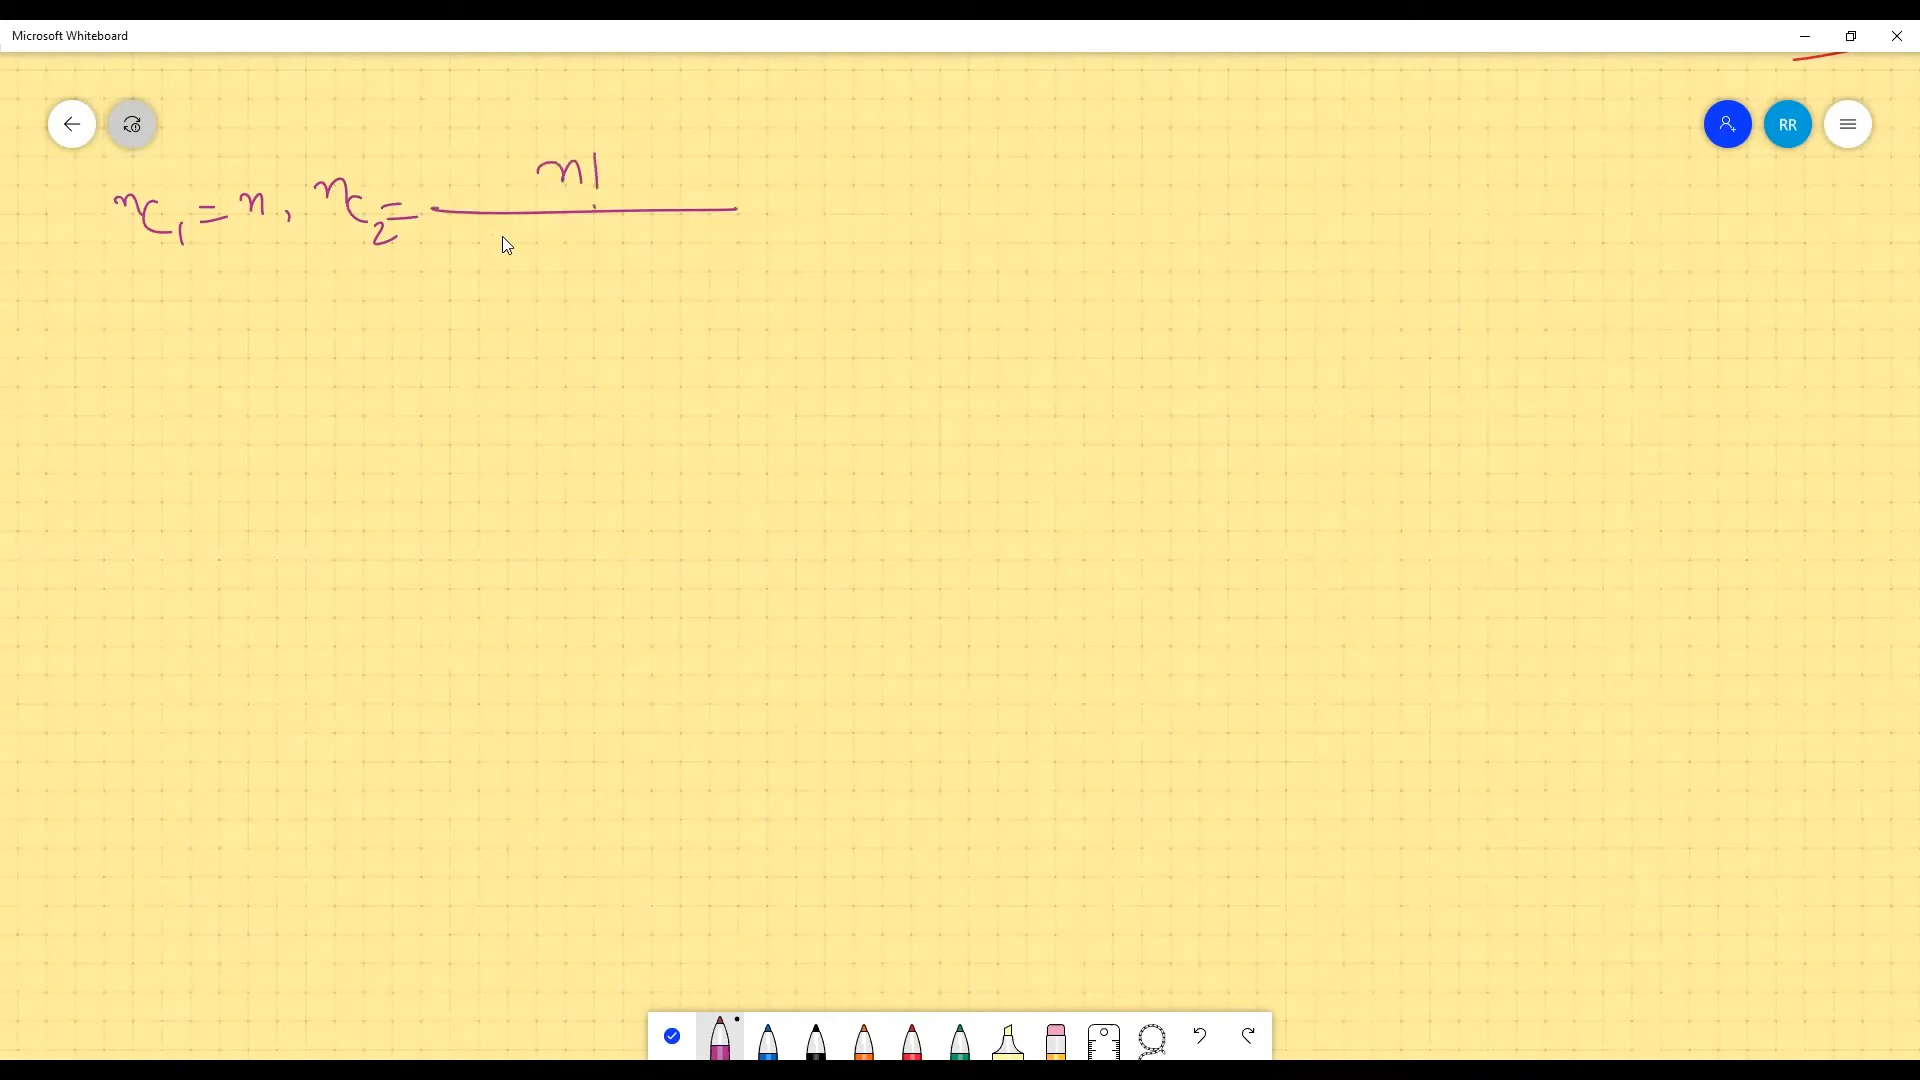 Microsoft Whiteboard
RR
n!
nC1 = n, nC2 =